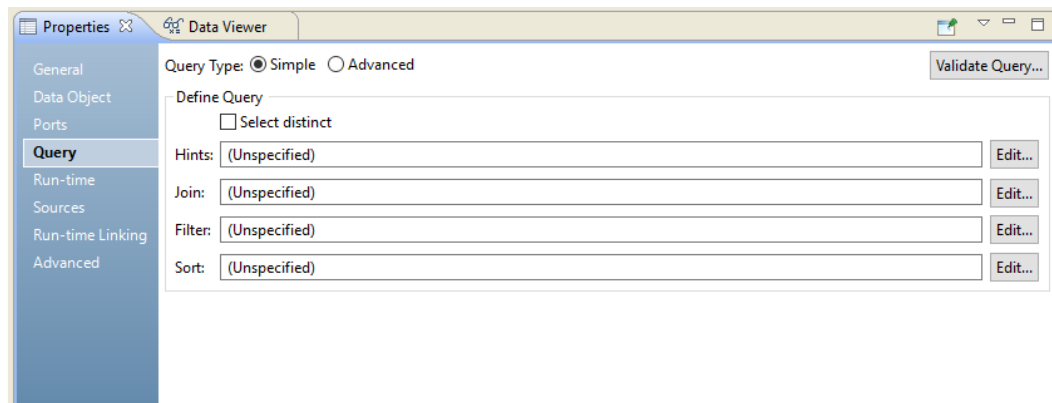 Properties Data Viewer
General
Data Object
Ports
Query
Run-time
Sources
Run-time Linking
Advanced
Query Type: Simple Advanced Validate Query...
Define Query
Select distinct
Hints: (Unspecified) Edit...
Join: (Unspecified) Edit...
Filter: (Unspecified) Edit...
Sort: (Unspecified) Edit...